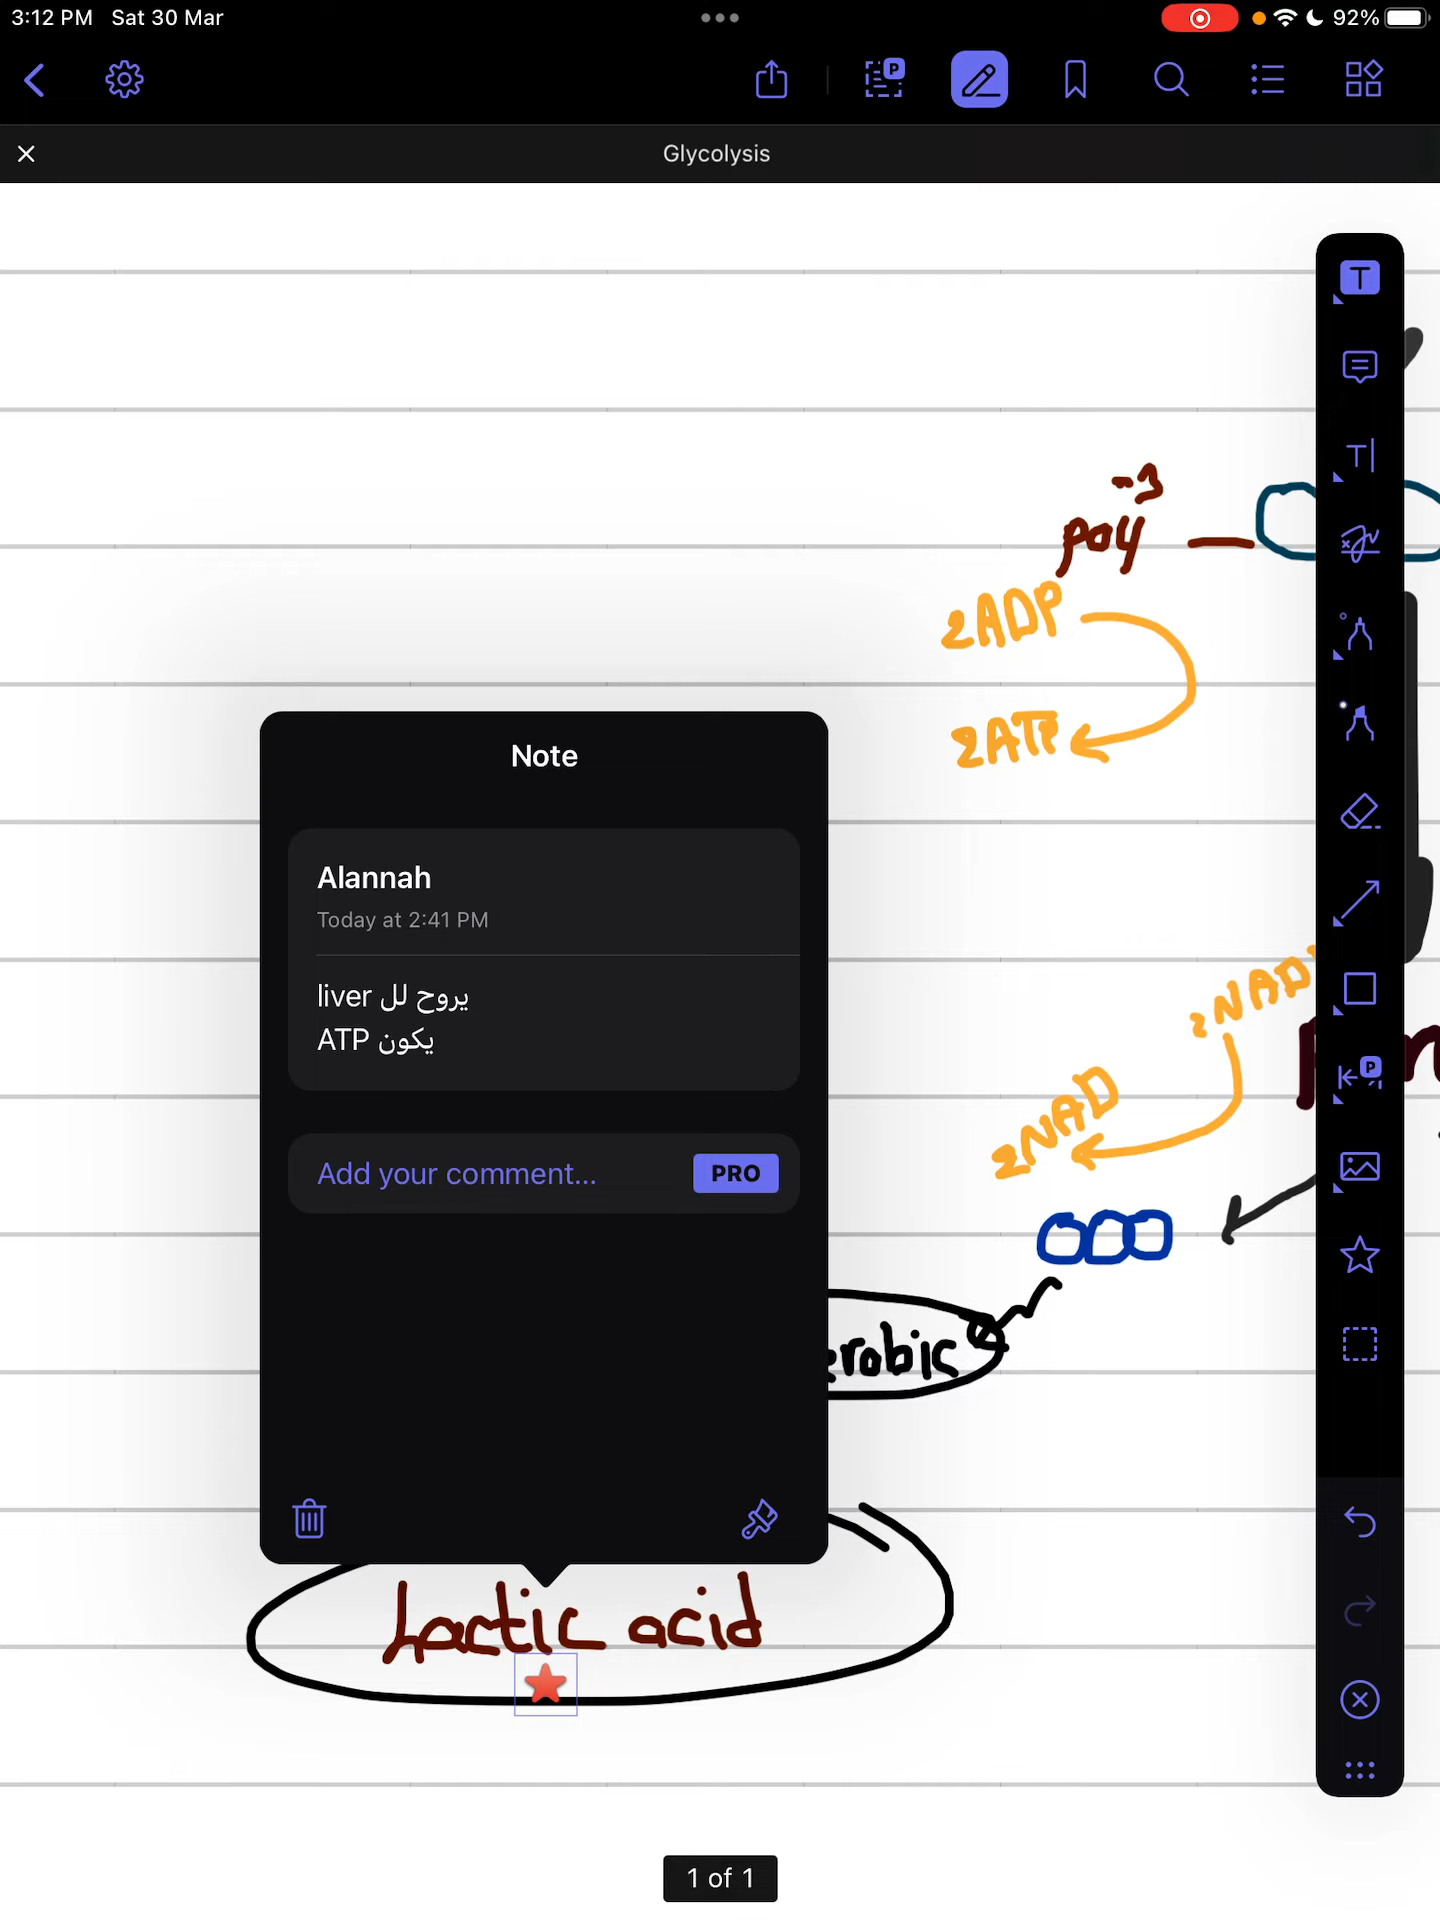 3:12 PM Sat 30 Mar
92%
P
Glycolysis
T
T
-3
po4
2ADP
2ATP
Note
Alannah
Today at 2:41 PM
يروح لل liver
يكون ATP
2NAD
P
2NAD
Add your comment...
PRO
erobic
Lactic acid
1 of 1